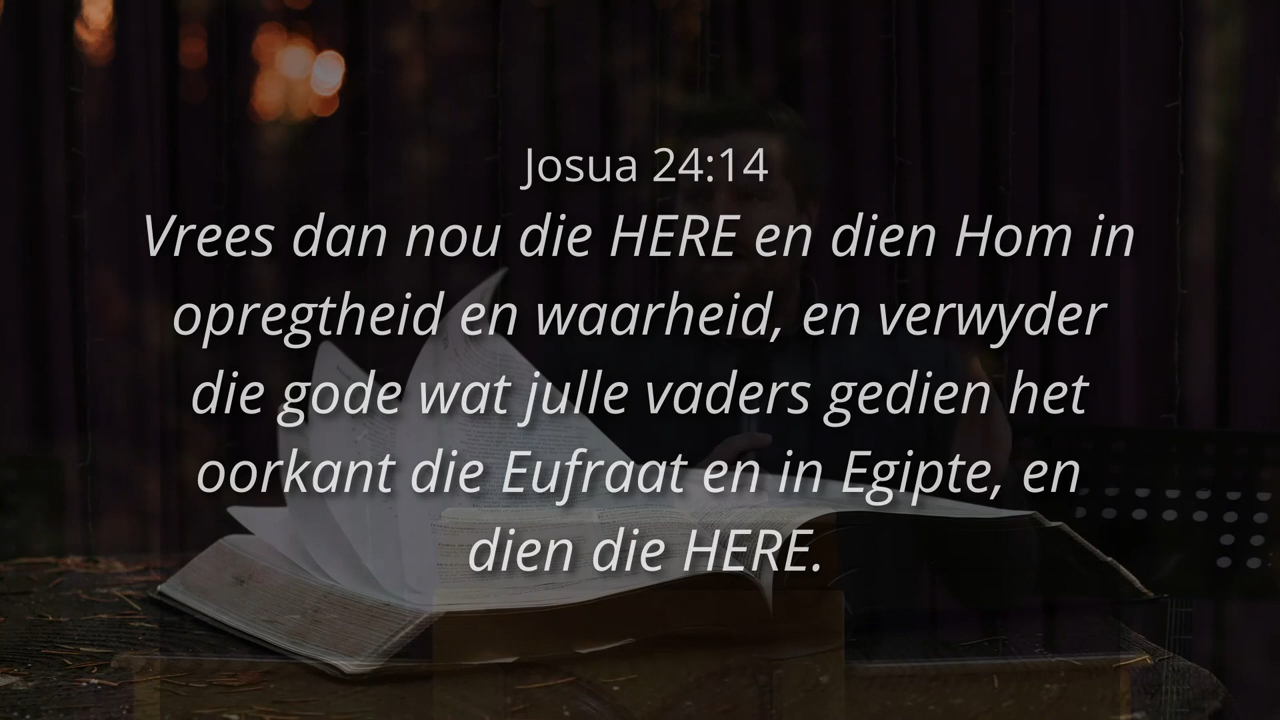 Josua 24:14
Vrees dan nou die HERE en dien Hom in
opregtheid en waarheid, en verwyder
die gode wat julle vaders gedien het
oorkant die Eufraat en in Egipte, en
dien die HERE.